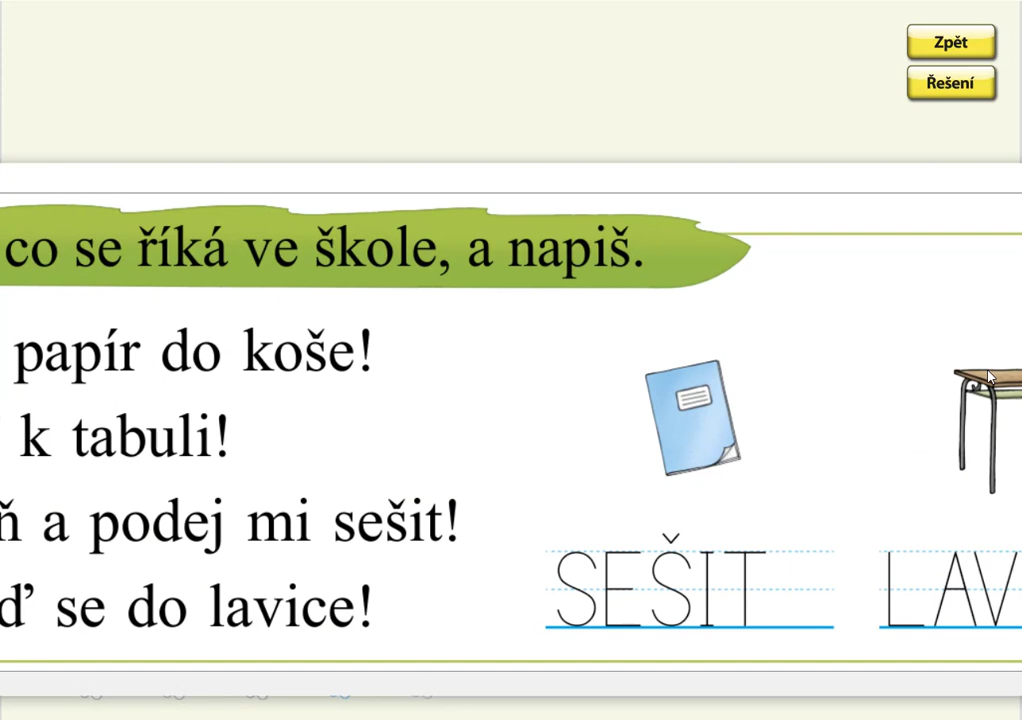 Zpět
Řešení
co se říká ve škole, a napiš.
papír do koše!
k tabuli!
ň a podej mi sešit!
ď se do lavice!
SEŠIT
LAV